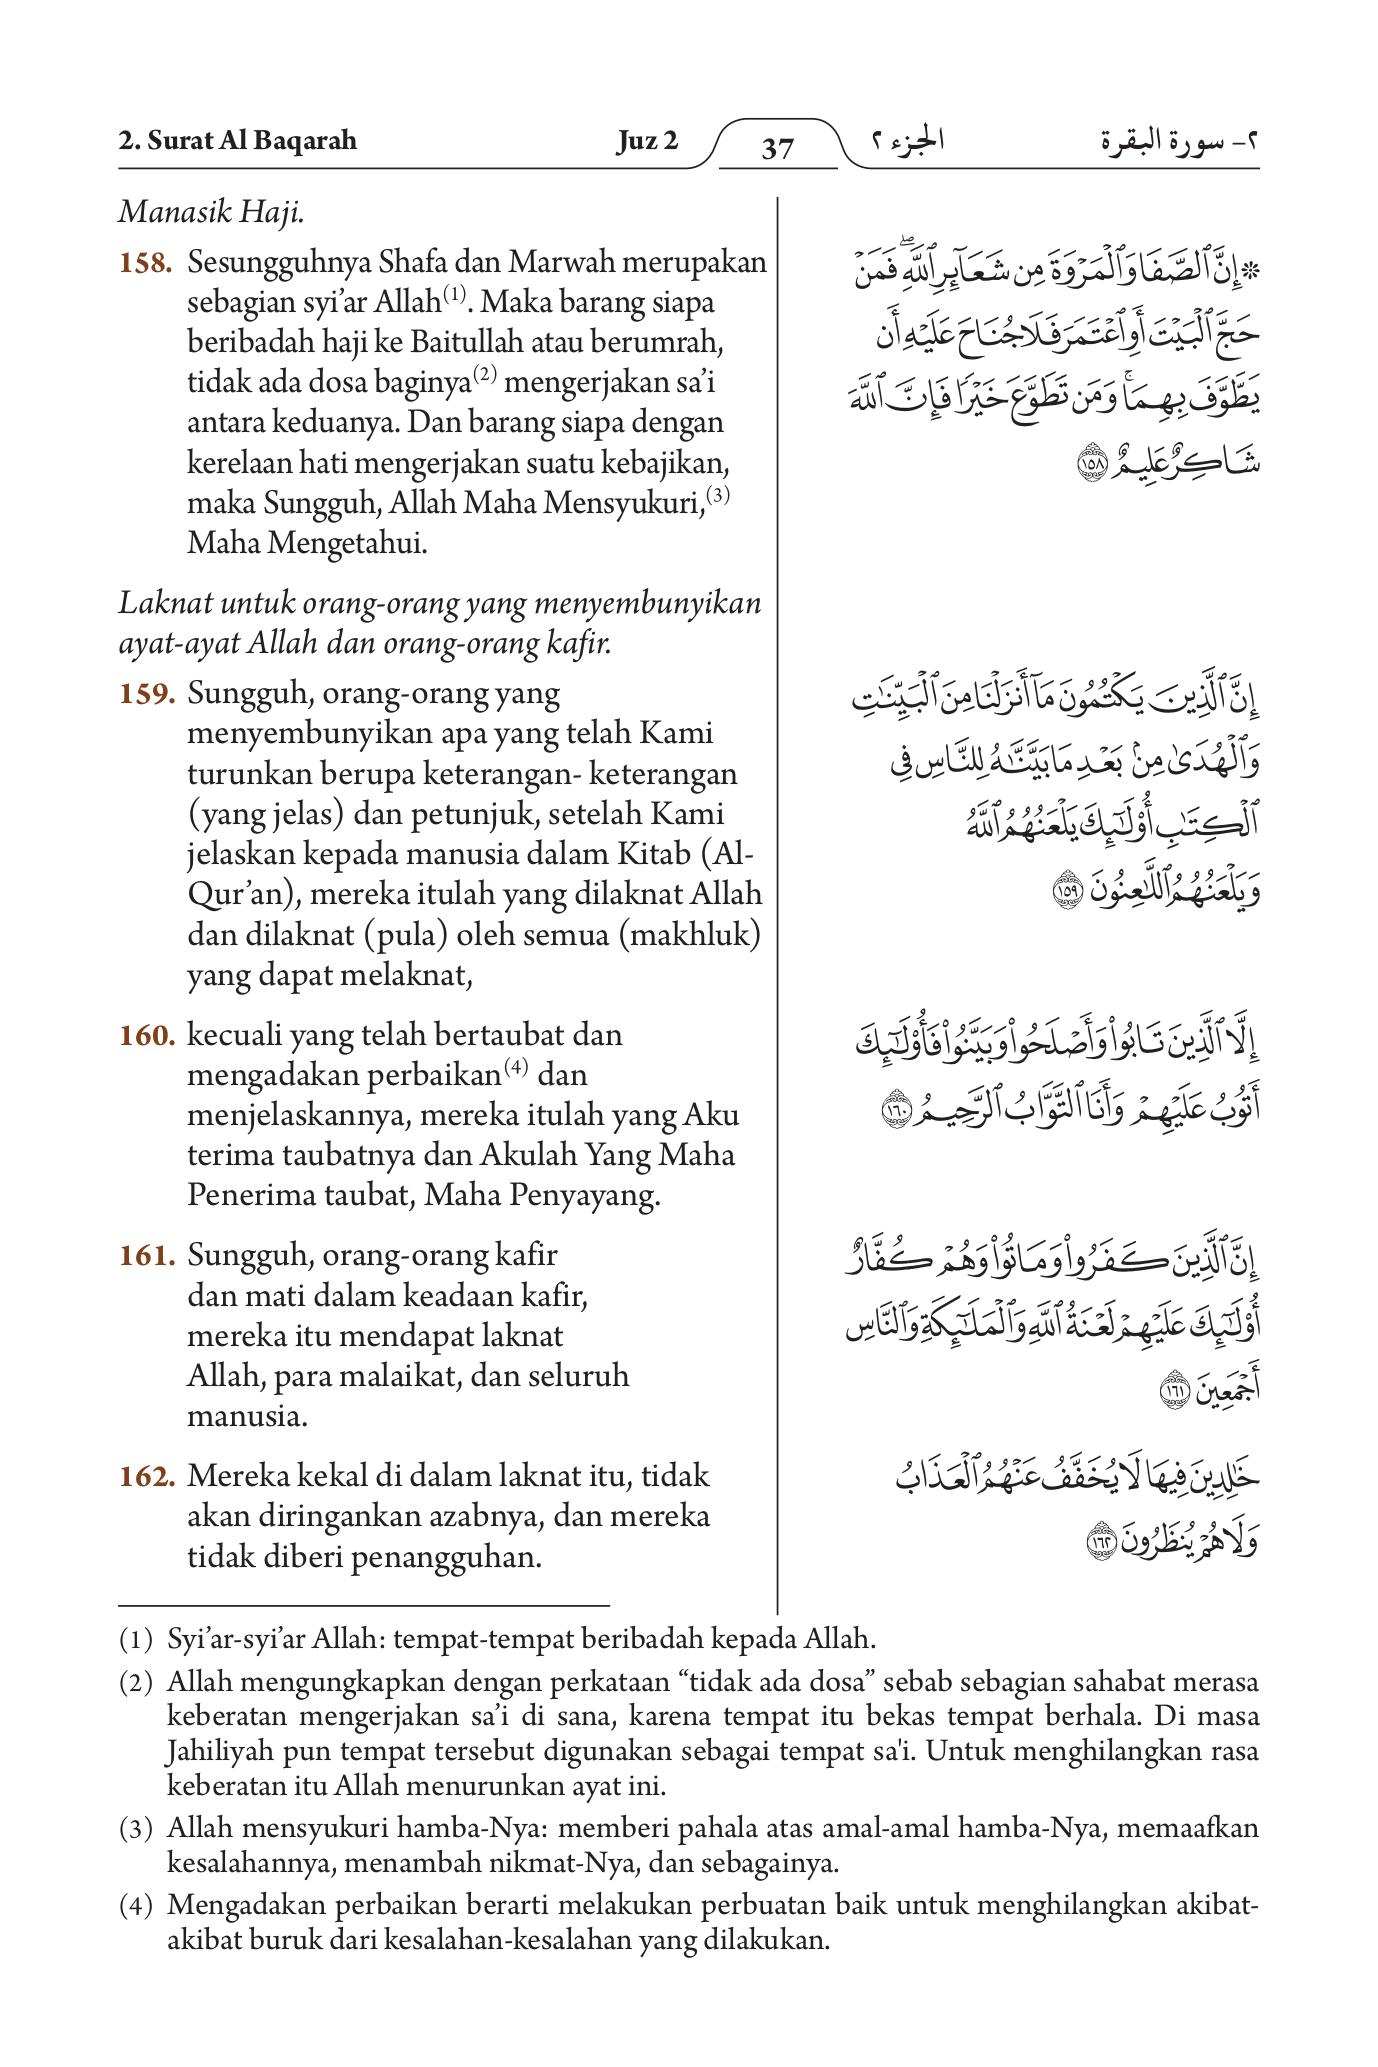 2. Surat Al Baqarah Juz 2 37 الجزء ٢ ٢- سورة البقرة
Manasik Haji.
158. Sesungguhnya Shafa dan Marwah merupakan
sebagian syi’ar Allah(1). Maka barang siapa
beribadah haji ke Baitullah atau berumrah,
tidak ada dosa baginya(2) mengerjakan sa’i
antara keduanya. Dan barang siapa dengan
kerelaan hati mengerjakan suatu kebajikan,
maka Sungguh, Allah Maha Mensyukuri,(3)
Maha Mengetahui.
۞إِنَّ ٱلصَّفَا وَٱلْمَرْوَةَ مِن شَعَآئِرِ ٱللَّهِۖ فَمَنْ
حَجَّ ٱلْبَيْتَ أَوِ ٱعْتَمَرَ فَلَا جُنَاحَ عَلَيْهِ أَن
يَطَّوَّفَ بِهِمَاۚ وَمَن تَطَوَّعَ خَيْرًا فَإِنَّ ٱللَّهَ
شَاكِرٌ عَلِيمٌ ١٥٨
Laknat untuk orang-orang yang menyembunyikan
ayat-ayat Allah dan orang-orang kafir.
159. Sungguh, orang-orang yang
menyembunyikan apa yang telah Kami
turunkan berupa keterangan- keterangan
(yang jelas) dan petunjuk, setelah Kami
jelaskan kepada manusia dalam Kitab (Al-
Qur’an), mereka itulah yang dilaknat Allah
dan dilaknat (pula) oleh semua (makhluk)
yang dapat melaknat,
إِنَّ ٱلَّذِينَ يَكْتُمُونَ مَآ أَنزَلْنَا مِنَ ٱلْبَيِّنَٰتِ
وَٱلْهُدَىٰ مِنۢ بَعْدِ مَا بَيَّنَّٰهُ لِلنَّاسِ فِى
ٱلْكِتَٰبِ أُو۟لَٰٓئِكَ يَلْعَنُهُمُ ٱللَّهُ
وَيَلْعَنُهُمُ ٱللَّٰعِنُونَ ١٥٩
160. kecuali yang telah bertaubat dan
mengadakan perbaikan(4) dan
menjelaskannya, mereka itulah yang Aku
terima taubatnya dan Akulah Yang Maha
Penerima taubat, Maha Penyayang.
إِلَّا ٱلَّذِينَ تَابُوا۟ وَأَصْلَحُوا۟ وَبَيَّنُوا۟ فَأُو۟لَٰٓئِكَ
أَتُوبُ عَلَيْهِمْ وَأَنَا ٱلتَّوَّابُ ٱلرَّحِيمُ ١٦٠
161. Sungguh, orang-orang kafir
dan mati dalam keadaan kafir,
mereka itu mendapat laknat
Allah, para malaikat, dan seluruh
manusia.
إِنَّ ٱلَّذِينَ كَفَرُوا۟ وَمَاتُوا۟ وَهُمْ كُفَّارٌ
أُو۟لَٰٓئِكَ عَلَيْهِمْ لَعْنَةُ ٱللَّهِ وَٱلْمَلَٰٓئِكَةِ وَٱلنَّاسِ
أَجْمَعِينَ ١٦١
162. Mereka kekal di dalam laknat itu, tidak
akan diringankan azabnya, dan mereka
tidak diberi penangguhan.
خَٰلِدِينَ فِيهَا لَا يُخَفَّفُ عَنْهُمُ ٱلْعَذَابُ
وَلَا هُمْ يُنظَرُونَ ١٦٢
(1) Syi’ar-syi’ar Allah: tempat-tempat beribadah kepada Allah.
(2) Allah mengungkapkan dengan perkataan “tidak ada dosa” sebab sebagian sahabat merasa
keberatan mengerjakan sa’i di sana, karena tempat itu bekas tempat berhala. Di masa
Jahiliyah pun tempat tersebut digunakan sebagai tempat sa'i. Untuk menghilangkan rasa
keberatan itu Allah menurunkan ayat ini.
(3) Allah mensyukuri hamba-Nya: memberi pahala atas amal-amal hamba-Nya, memaafkan
kesalahannya, menambah nikmat-Nya, dan sebagainya.
(4) Mengadakan perbaikan berarti melakukan perbuatan baik untuk menghilangkan akibat-
akibat buruk dari kesalahan-kesalahan yang dilakukan.